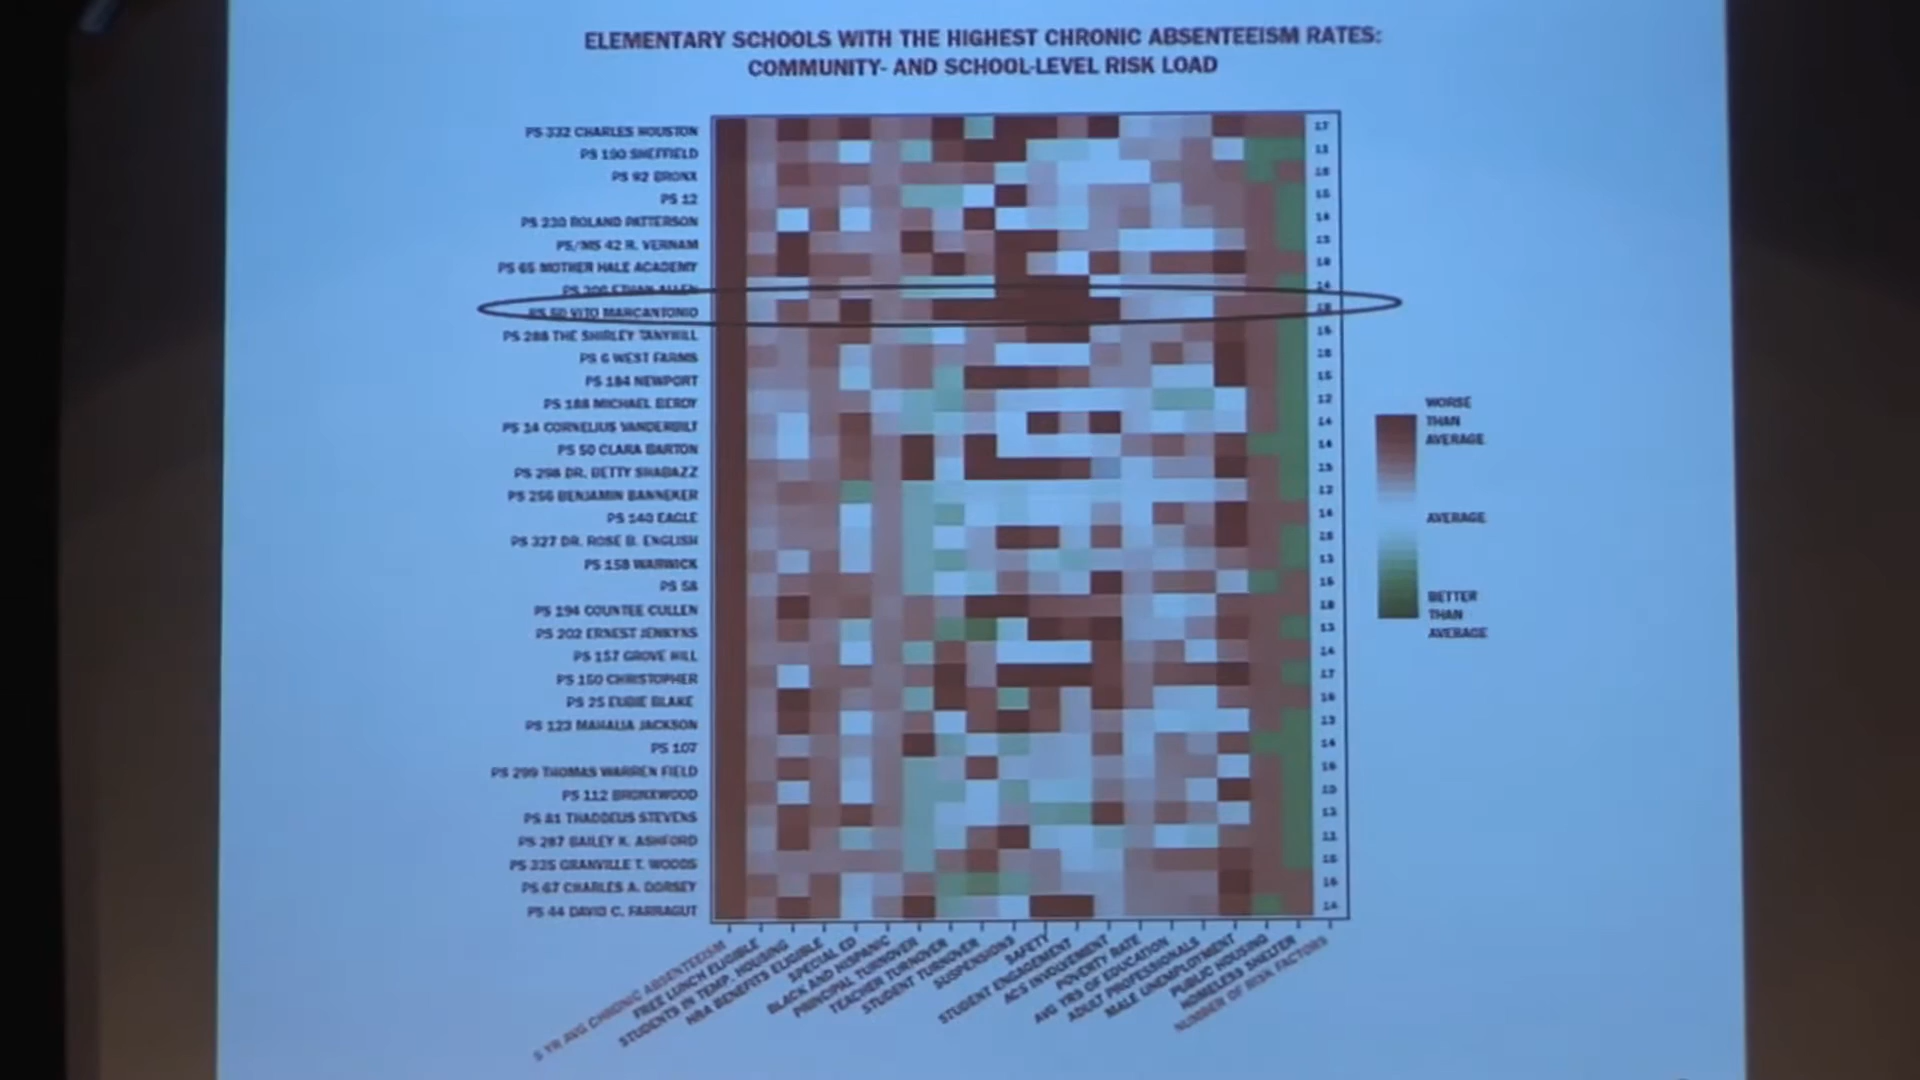 ELEMENTARY SCHOOLS WITH THE HIGHEST CHRONIC ABSENTEEISM RATES:
COMMUNITY- AND SCHOOL-LEVEL RISK LOAD
PS 332 CHARLES HOUSTON
PS 190 SHEFFIELD
PS 92 BRONX
PS 12
PS 230 ROLAND PATTERSON
PS/MS 42 R. VERNAM
PS 65 MOTHER HALE ACADEMY
PS 206 ETHAN ALLEN
PS 50 VITO MARCANTONIO
PS 288 THE SHIRLEY TANYHILL
PS 6 WEST FARMS
PS 184 NEWPORT
PS 188 MICHAEL BERDY
PS 14 CORNELIUS VANDERBILT
PS 50 CLARA BARTON
PS 298 DR. BETTY SHABAZZ
PS 256 BENJAMIN BANNEKER
PS 140 EAGLE
PS 327 DR. ROSE B. ENGLISH
PS 158 WARWICK
PS 58
PS 194 COUNTEE CULLEN
PS 202 ERNEST JENKYNS
PS 157 GROVE HILL
PS 150 CHRISTOPHER
PS 25 EUBIE BLAKE
PS 123 MAHALIA JACKSON
PS 107
PS 299 THOMAS WARREN FIELD
PS 112 BRONXWOOD
PS 81 THADDEUS STEVENS
PS 287 BAILEY K. ASHFORD
PS 335 GRANVILLE T. WOODS
PS 67 CHARLES A. DORSEY
PS 44 DAVID C. FARRAGUT
WORSE
THAN
AVERAGE
AVERAGE
BETTER
THAN
AVERAGE
5 YR AVG CHRONIC ABSENTEEISM
FREE LUNCH ELIGIBLE
STUDENTS IN TEMP. HOUSING
HRA BENEFITS ELIGIBLE
SPECIAL ED
BLACK AND HISPANIC
PRINCIPAL TURNOVER
TEACHER TURNOVER
STUDENT TURNOVER
SUSPENSIONS
SAFETY
STUDENT ENGAGEMENT
ACS INVOLVEMENT
POVERTY RATE
AVG YRS OF EDUCATION
ADULT PROFESSIONALS
MALE UNEMPLOYMENT
PUBLIC HOUSING
HOMELESS SHELTER
NUMBER OF RISK FACTORS